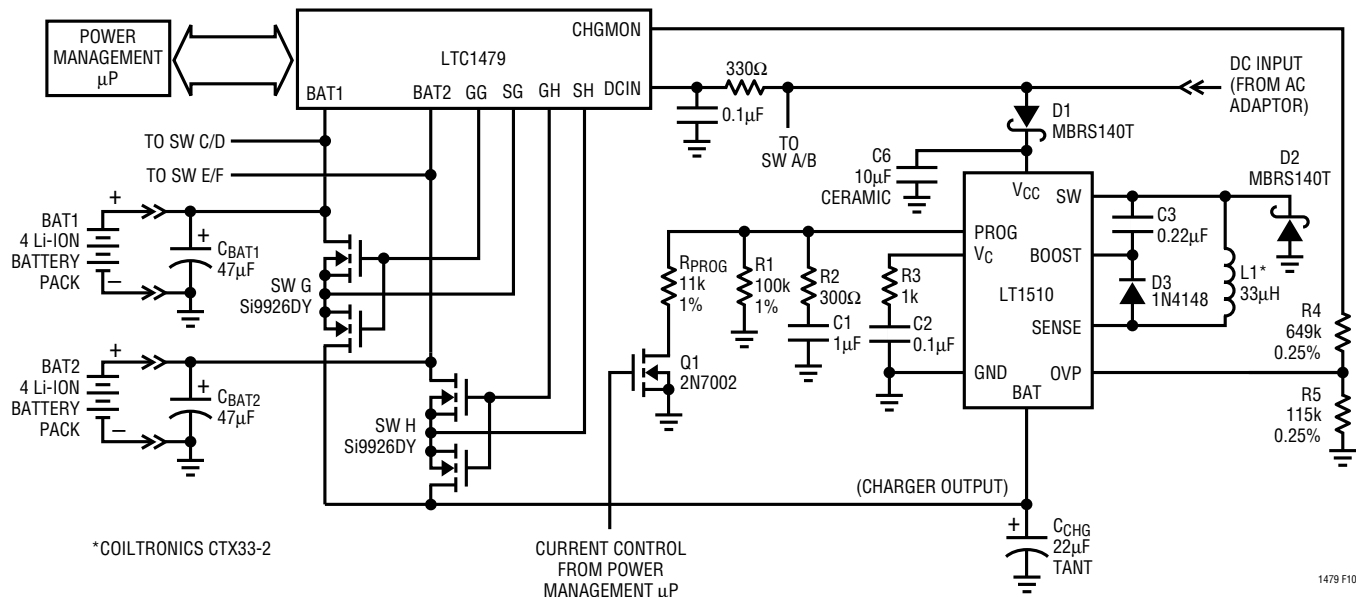 POWER
MANAGEMENT
µP
LTC1479
CHGMON
BAT1
BAT2
GG
SG
GH
SH
DCIN
330Ω
0.1µF
TO
SW A/B
DC INPUT
(FROM AC
ADAPTOR)
D1
MBRS140T
C6
10µF
CERAMIC
D2
MBRS140T
TO SW C/D
TO SW E/F
+
BAT1
4 Li-ION
BATTERY
PACK
–
+
CBAT1
47µF
SW G
Si9926DY
+
BAT2
4 Li-ION
BATTERY
PACK
–
+
CBAT2
47µF
SW H
Si9926DY
RPROG
11k
1%
R1
100k
1%
R2
300Ω
C1
1µF
R3
1k
C2
0.1µF
Q1
2N7002
VCC
SW
PROG
VC
BOOST
LT1510
SENSE
GND
OVP
BAT
C3
0.22µF
D3
1N4148
L1*
33µH
R4
649k
0.25%
R5
115k
0.25%
(CHARGER OUTPUT)
+
CCHG
22µF
TANT
*COILTRONICS CTX33-2
CURRENT CONTROL
FROM POWER
MANAGEMENT µP
1479 F10